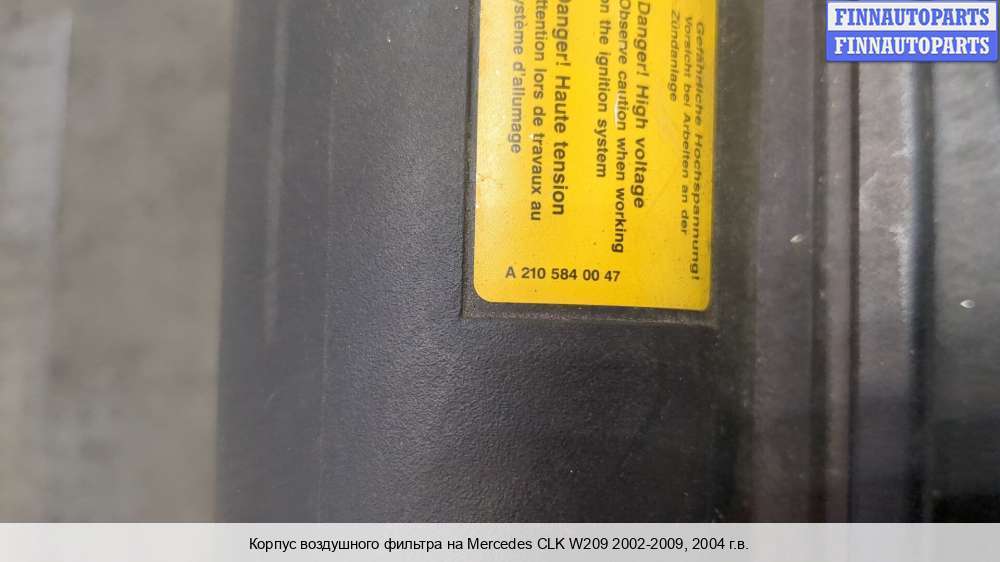 FINNAUTOPARTS
FINNAUTOPARTS
Gefährliche Hochspannung!
Vorsicht bei Arbeiten an der
Zündanlage
Danger! High voltage
Observe caution when working
on the ignition system
Danger! Haute tension
Attention lors de travaux au
système d'allumage
A 210 584 00 47
Корпус воздушного фильтра на Mercedes CLK W209 2002-2009, 2004 г.в.